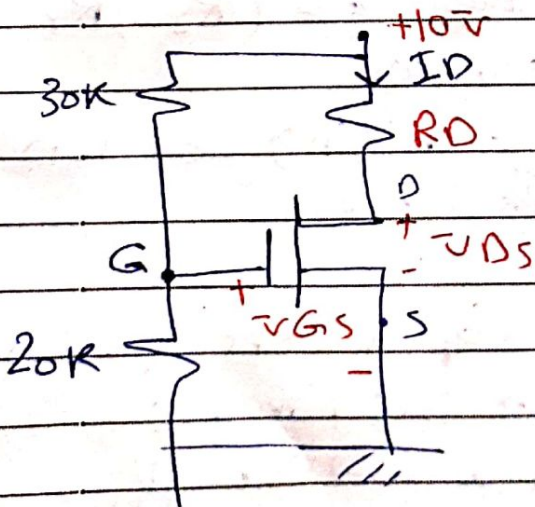 +10V
ID
30K
RD
D
+
VDS
-
G
+
VGS
S
20K
-